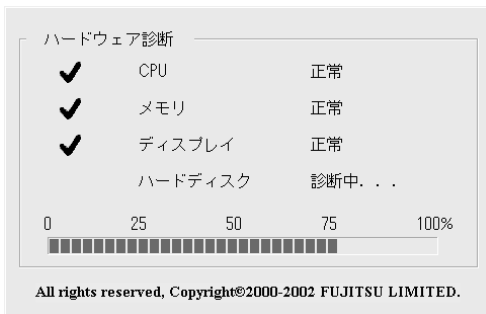 ハードウェア診断
CPU 正常
メモリ 正常
ディスプレイ 正常
ハードディスク 診断中. . .
0 25 50 75 100%
All rights reserved, Copyright©2000-2002 FUJITSU LIMITED.